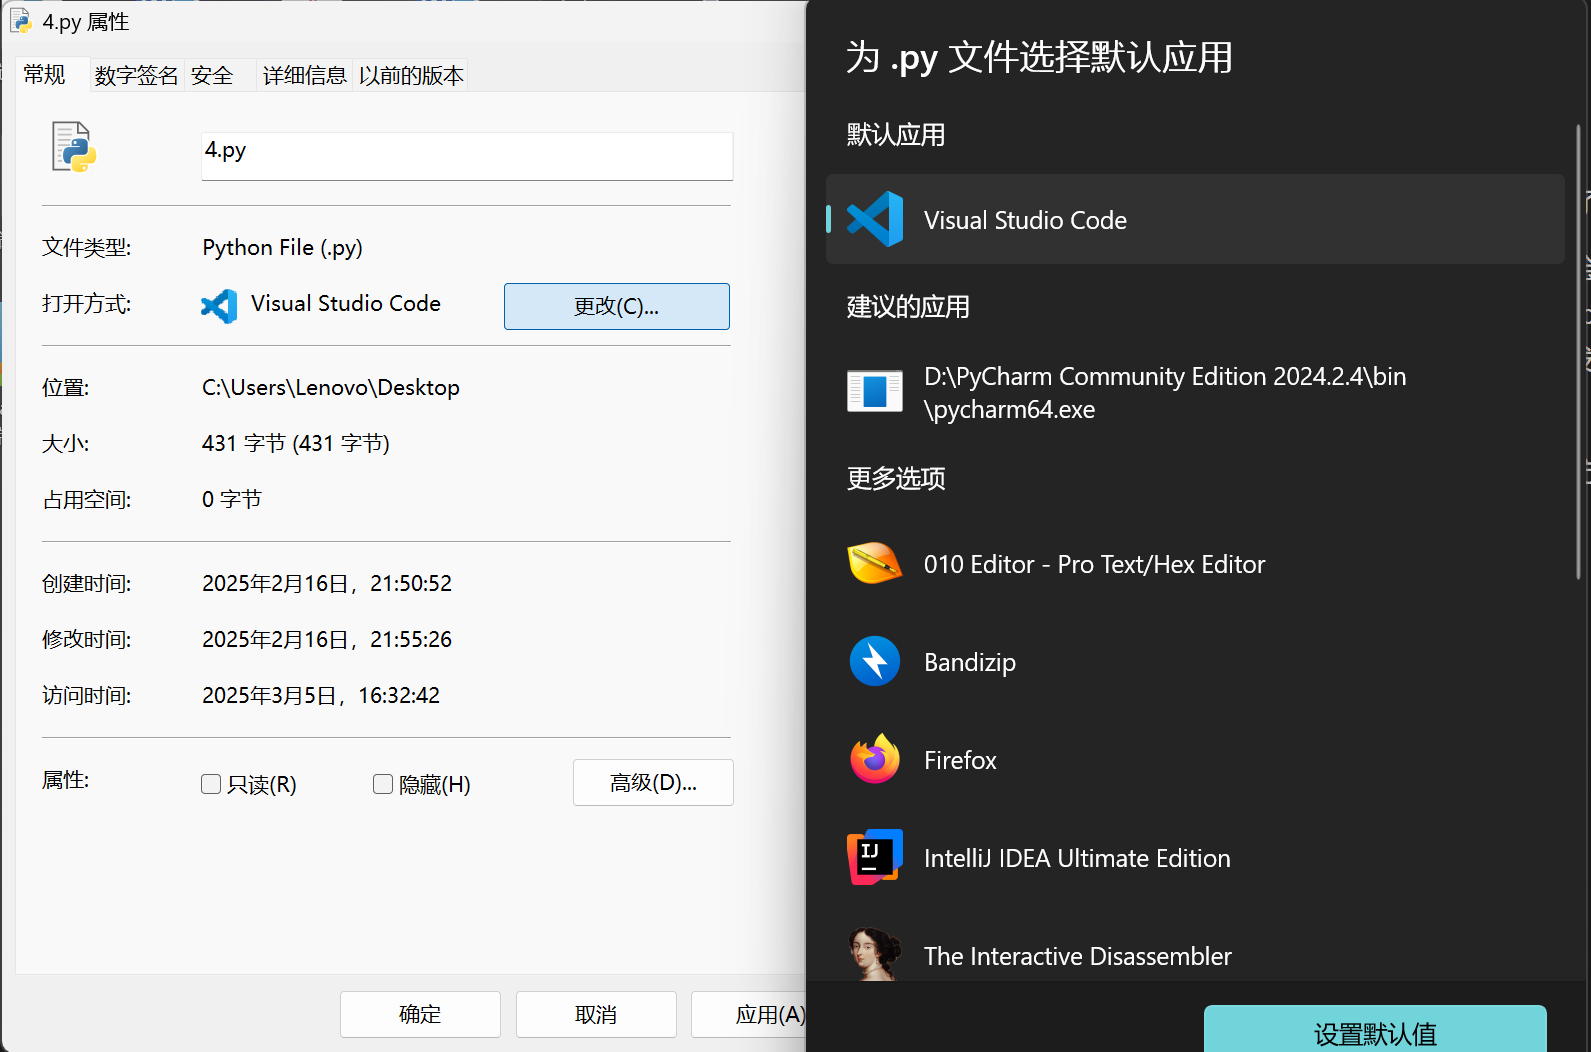 4.py 属性
常规 数字签名 安全 详细信息 以前的版本
4.py
文件类型: Python File (.py)
打开方式: Visual Studio Code 更改(C)...
位置: C:\Users\Lenovo\Desktop
大小: 431 字节 (431 字节)
占用空间: 0 字节
创建时间: 2025年2月16日，21:50:52
修改时间: 2025年2月16日，21:55:26
访问时间: 2025年3月5日，16:32:42
属性: 只读(R) 隐藏(H) 高级(D)...
确定 取消 应用(A)
为 .py 文件选择默认应用
默认应用
Visual Studio Code
建议的应用
D:\PyCharm Community Edition 2024.2.4\bin
\pycharm64.exe
更多选项
010 Editor - Pro Text/Hex Editor
Bandizip
Firefox
IJ
IntelliJ IDEA Ultimate Edition
The Interactive Disassembler
设置默认值